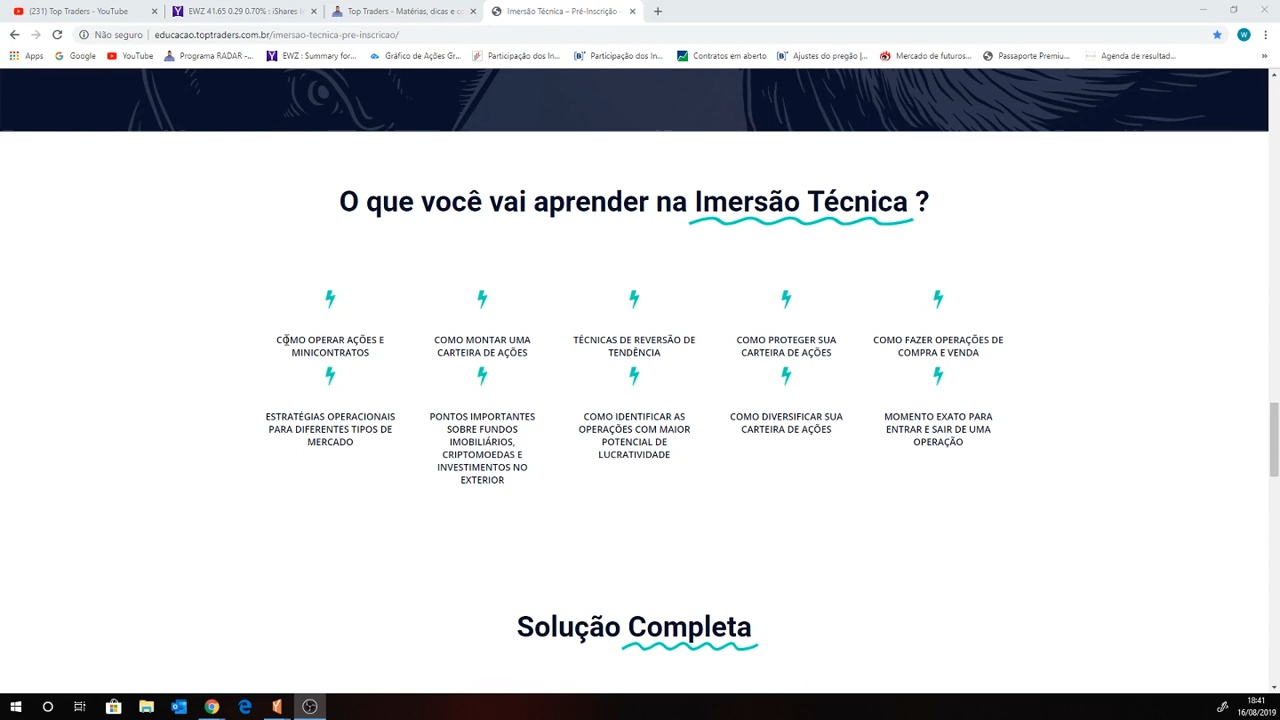 (231) Top Traders - YouTube
EWZ 41.65 0.29 0.70% : iShares I
Top Traders - Matérias, dicas e c
Imersão Técnica – Pré-Inscrição -
Não seguro
educacao.toptraders.com.br/imersao-tecnica-pre-inscricao/
W
Apps
Google
YouTube
Programa RADAR -...
EWZ : Summary for...
Gráfico de Ações Gr...
Participação dos In...
Participação dos In...
Contratos em aberto
Ajustes do pregão |...
Mercado de futuros...
Passaporte Premiu...
Agenda de resultad...
O que você vai aprender na Imersão Técnica ?
COMO OPERAR AÇÕES E
MINICONTRATOS
COMO MONTAR UMA
CARTEIRA DE AÇÕES
TÉCNICAS DE REVERSÃO DE
TENDÊNCIA
COMO PROTEGER SUA
CARTEIRA DE AÇÕES
COMO FAZER OPERAÇÕES DE
COMPRA E VENDA
ESTRATÉGIAS OPERACIONAIS
PARA DIFERENTES TIPOS DE
MERCADO
PONTOS IMPORTANTES
SOBRE FUNDOS
IMOBILIÁRIOS,
CRIPTOMOEDAS E
INVESTIMENTOS NO
EXTERIOR
COMO IDENTIFICAR AS
OPERAÇÕES COM MAIOR
POTENCIAL DE
LUCRATIVIDADE
COMO DIVERSIFICAR SUA
CARTEIRA DE AÇÕES
MOMENTO EXATO PARA
ENTRAR E SAIR DE UMA
OPERAÇÃO
Solução Completa
18:41
16/08/2019